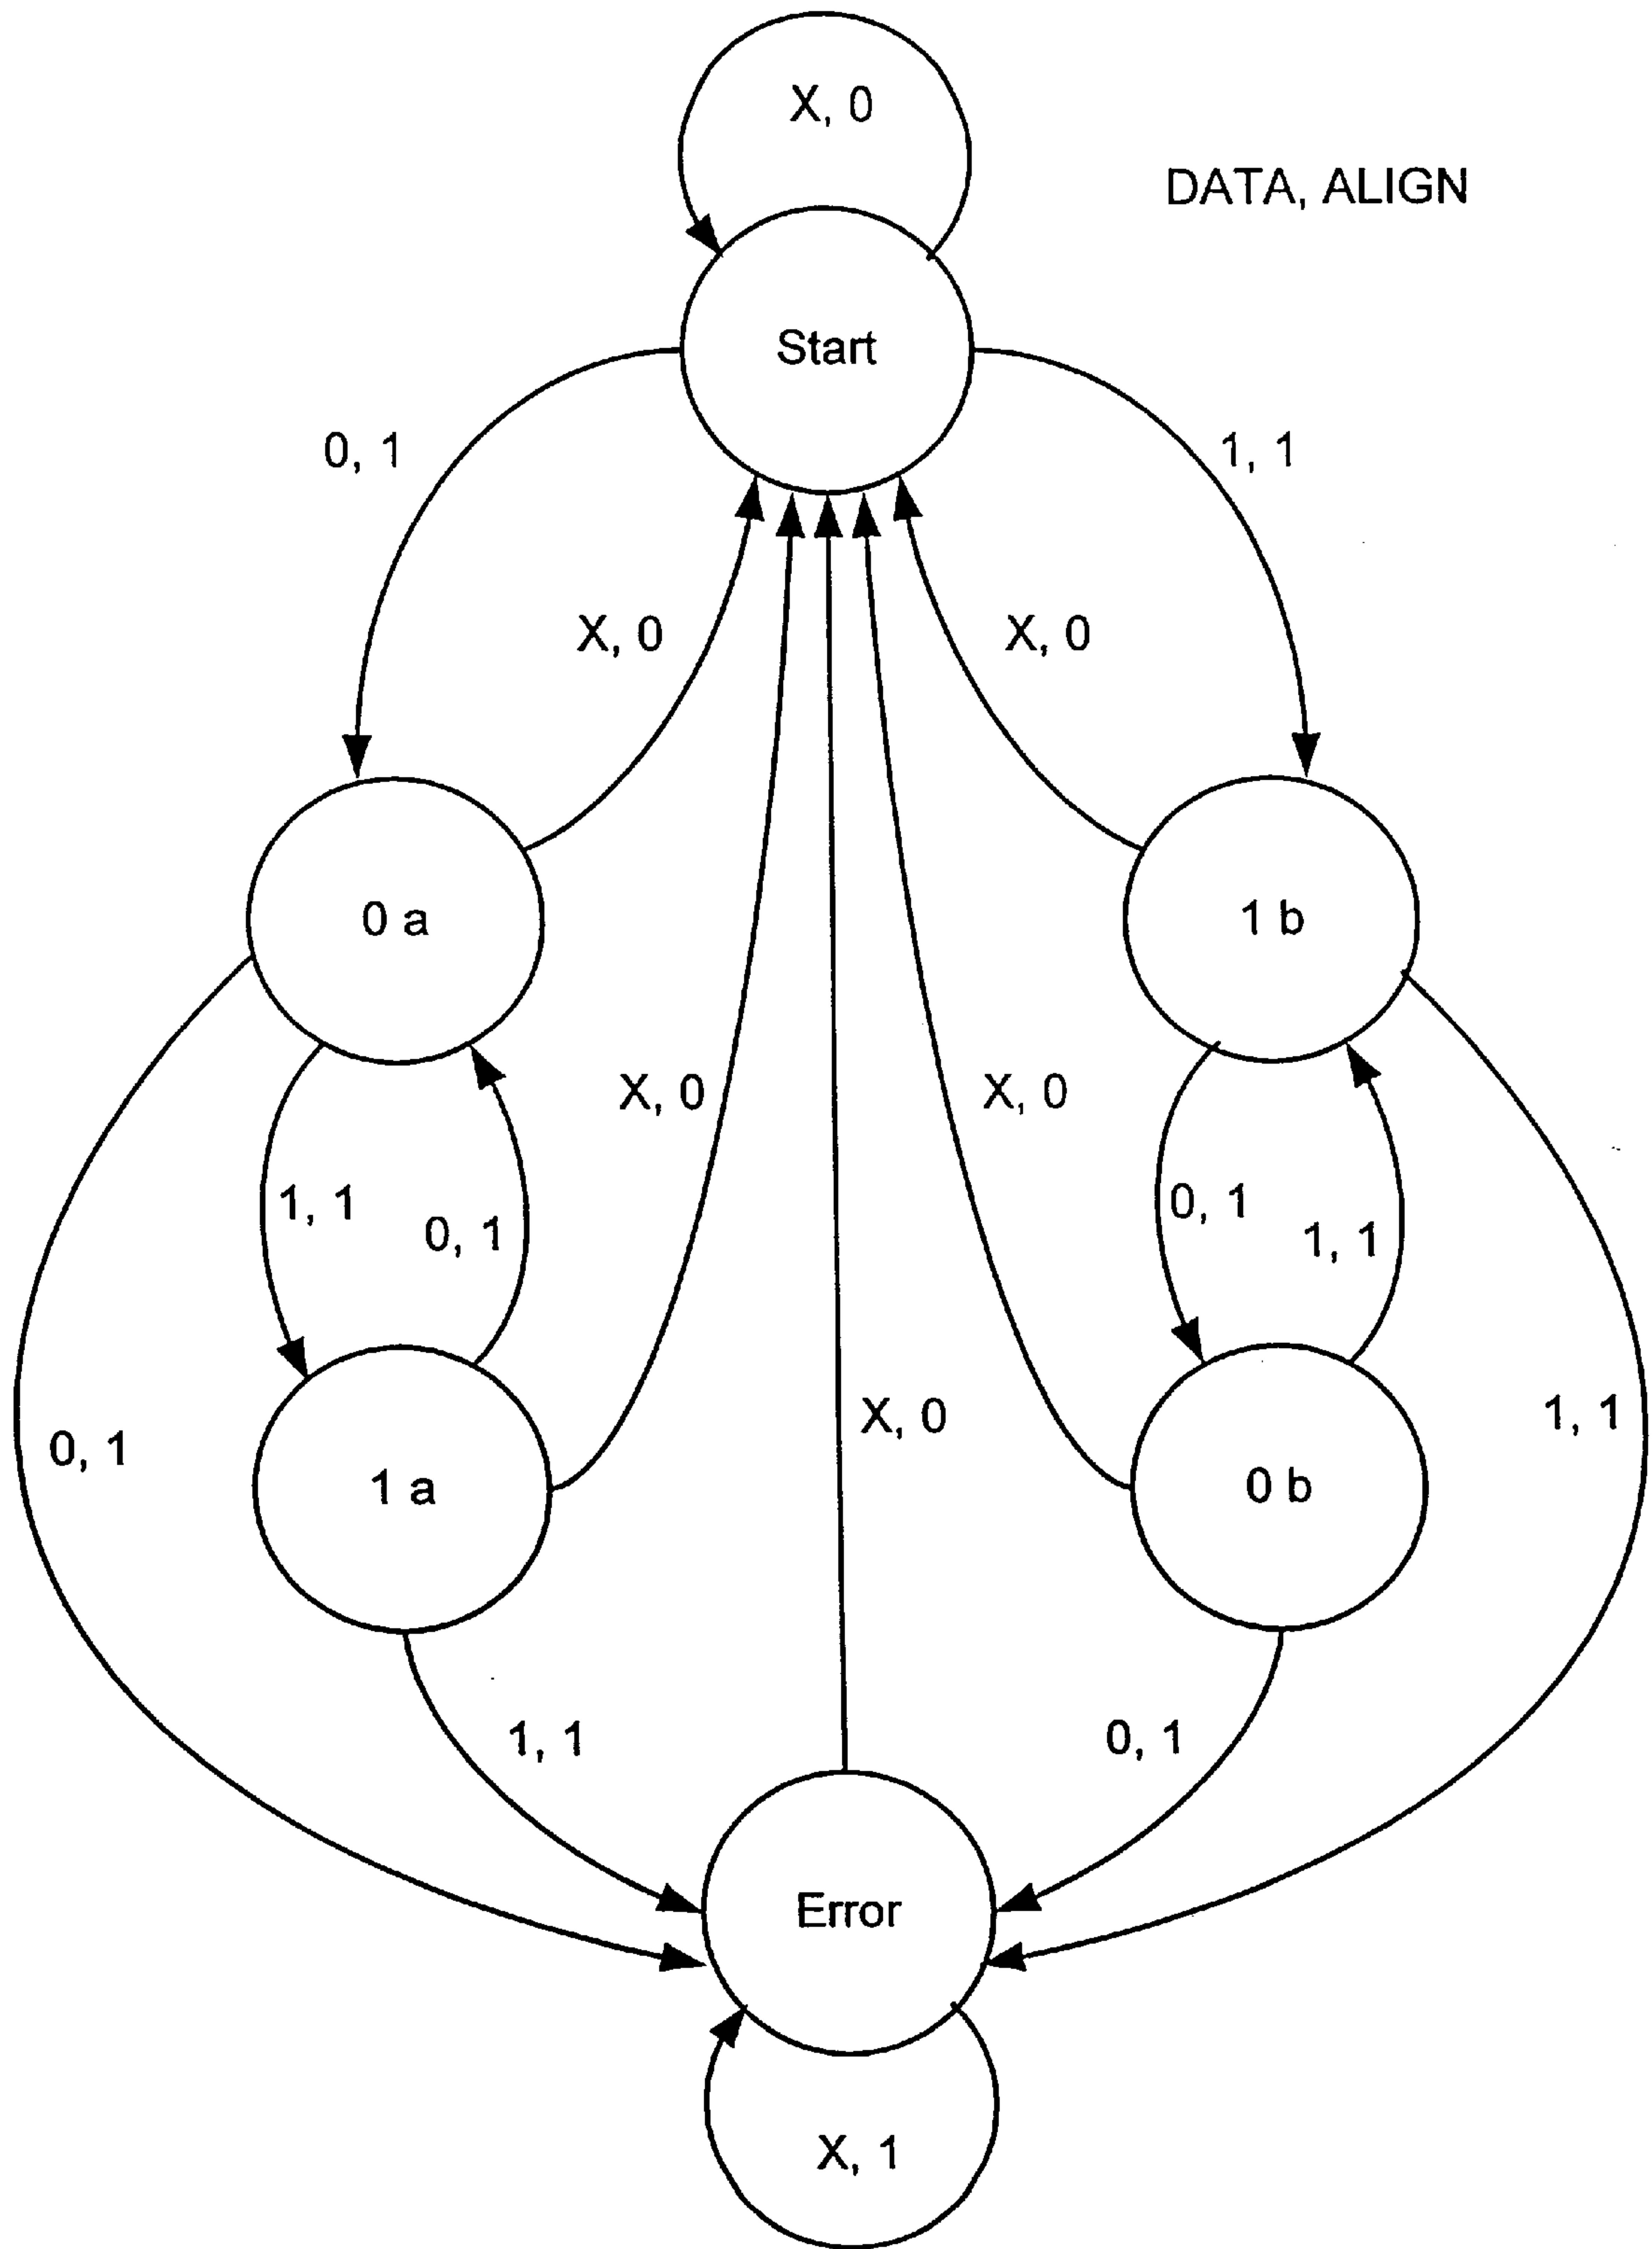 X, 0
DATA, ALIGN
Start
0, 1
1, 1
X, 0
X, 0
0 a
1 b
X, 0
X, 0
1, 1
0, 1
0, 1
1, 1
0, 1
X, 0
1, 1
1 a
0 b
1, 1
0, 1
Error
X, 1